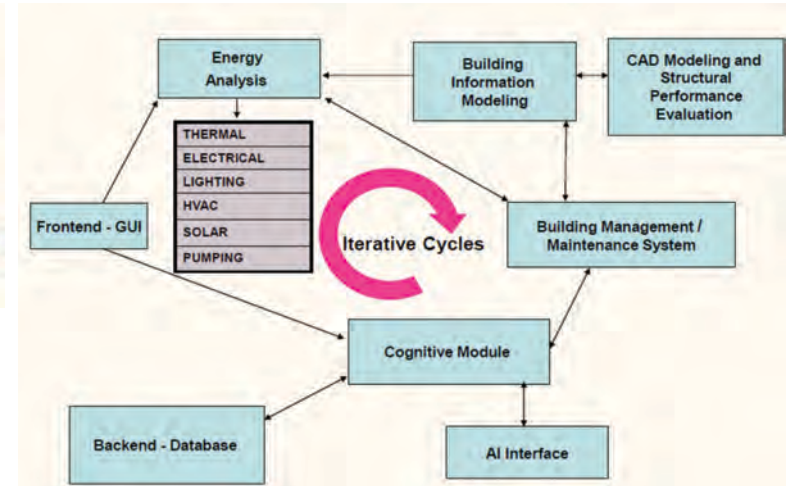 Energy
Analysis
Building
Information
Modeling
CAD Modeling and
Structural
Performance
Evaluation
THERMAL
ELECTRICAL
LIGHTING
HVAC
SOLAR
PUMPING
Frontend - GUI
Iterative Cycles
Building Management /
Maintenance System
Cognitive Module
Backend - Database
AI Interface